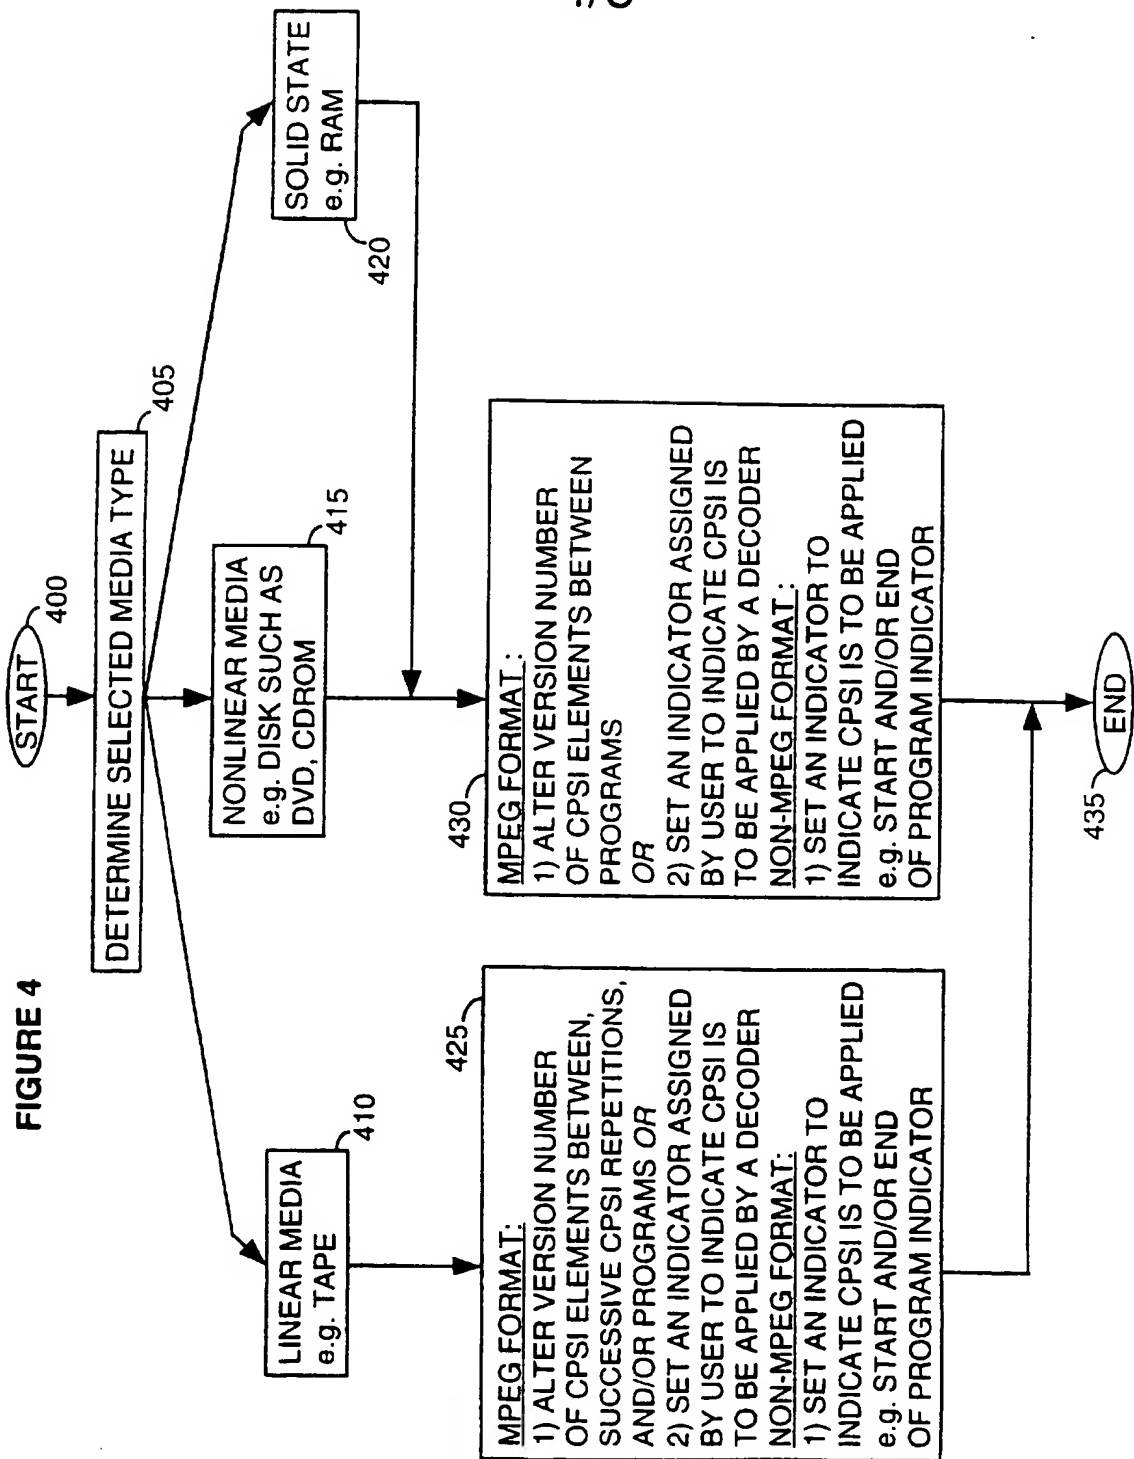 FIGURE 4
START
400
DETERMINE SELECTED MEDIA TYPE
405
LINEAR MEDIA
e.g. TAPE
410
NONLINEAR MEDIA
e.g. DISK SUCH AS
DVD, CDROM
415
SOLID STATE
e.g. RAM
420
425
MPEG FORMAT:
1) ALTER VERSION NUMBER
OF CPSI ELEMENTS BETWEEN,
SUCCESSIVE CPSI REPETITIONS,
AND/OR PROGRAMS OR
2) SET AN INDICATOR ASSIGNED
BY USER TO INDICATE CPSI IS
TO BE APPLIED BY A DECODER
NON-MPEG FORMAT:
1) SET AN INDICATOR TO
INDICATE CPSI IS TO BE APPLIED
e.g. START AND/OR END
OF PROGRAM INDICATOR
430
MPEG FORMAT :
1) ALTER VERSION NUMBER
OF CPSI ELEMENTS BETWEEN
PROGRAMS
OR
2) SET AN INDICATOR ASSIGNED
BY USER TO INDICATE CPSI IS
TO BE APPLIED BY A DECODER
NON-MPEG FORMAT :
1) SET AN INDICATOR TO
INDICATE CPSI IS TO BE APPLIED
e.g. START AND/OR END
OF PROGRAM INDICATOR
435
END